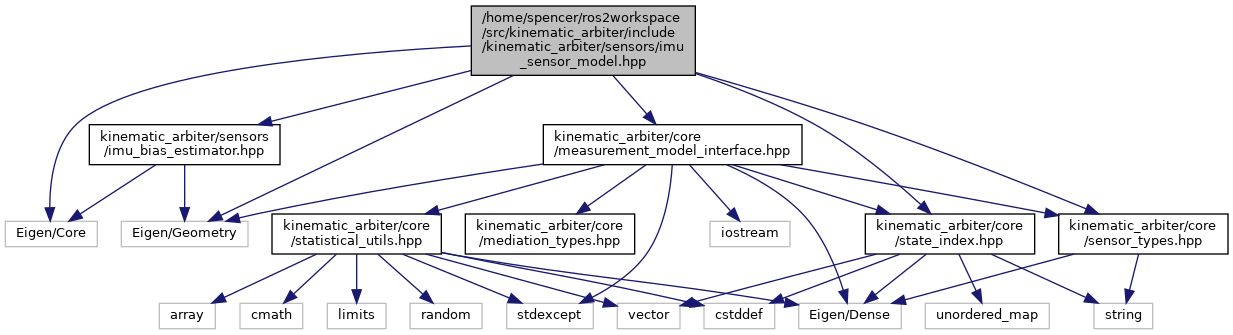 /home/spencer/ros2workspace
/src/kinematic_arbiter/include
/kinematic_arbiter/sensors/imu
_sensor_model.hpp
kinematic_arbiter/sensors
/imu_bias_estimator.hpp
kinematic_arbiter/core
/measurement_model_interface.hpp
Eigen/Core
Eigen/Geometry
kinematic_arbiter/core
/statistical_utils.hpp
kinematic_arbiter/core
/mediation_types.hpp
iostream
kinematic_arbiter/core
/state_index.hpp
kinematic_arbiter/core
/sensor_types.hpp
array
cmath
limits
random
stdexcept
vector
cstddef
Eigen/Dense
unordered_map
string